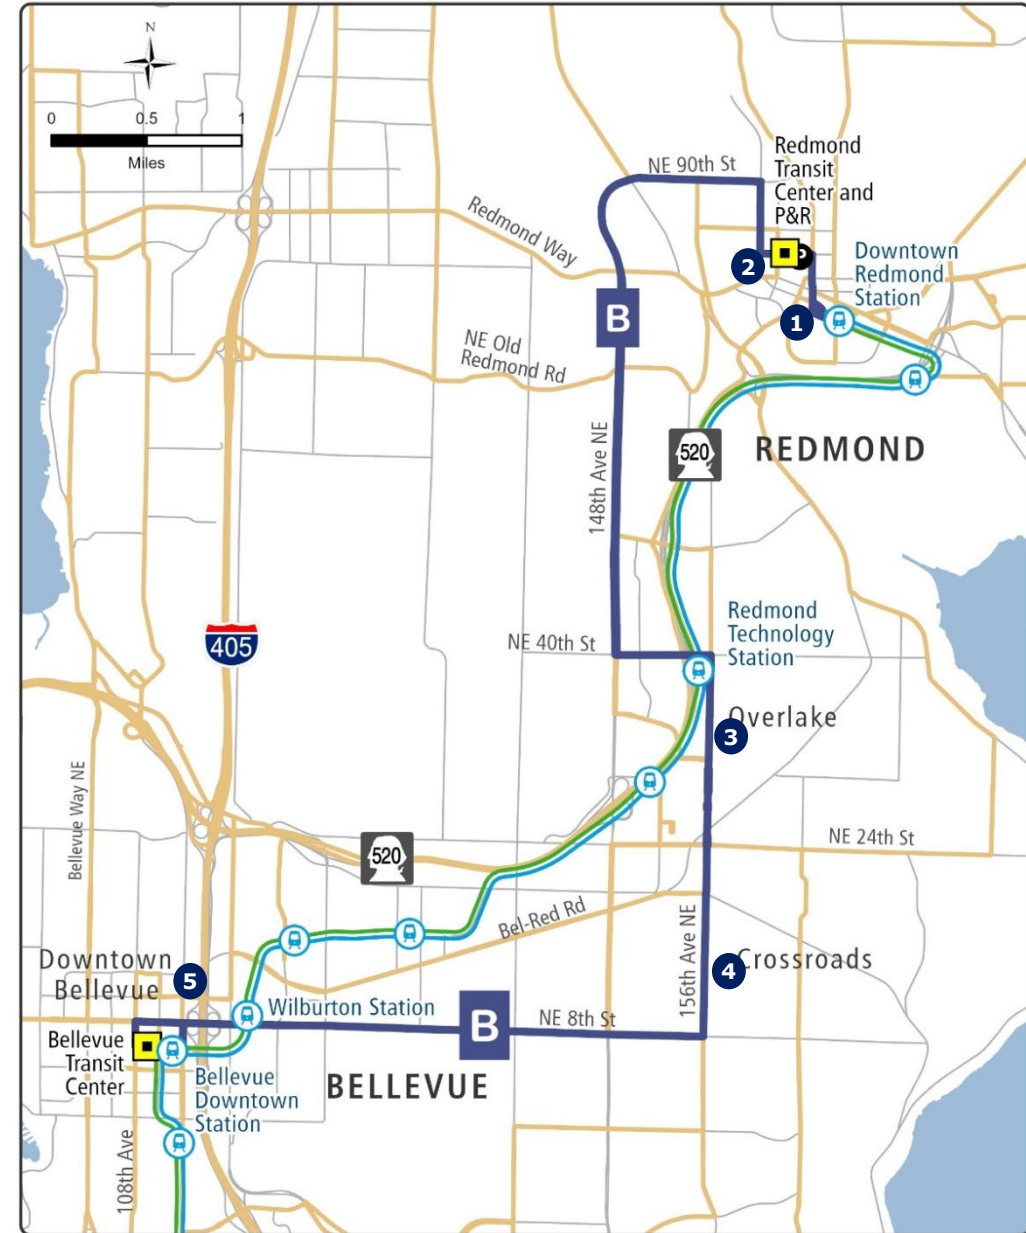 N
0 0.5 1
Miles
NE 90th St
Redmond
Transit
Center and
P&R
Redmond Way
2
Downtown
Redmond
Station
B
1
NE Old
Redmond Rd
520
REDMOND
148th Ave NE
405
NE 40th St
Redmond
Technology
Station
Overlake
3
Bellevue Way NE
520
NE 24th St
Bel-Red Rd
156th Ave NE
Downtown
Bellevue
5
4
Crossroads
Wilburton Station
B
NE 8th St
Bellevue
Transit
Center
Bellevue
Downtown
Station
BELLEVUE
108th Ave